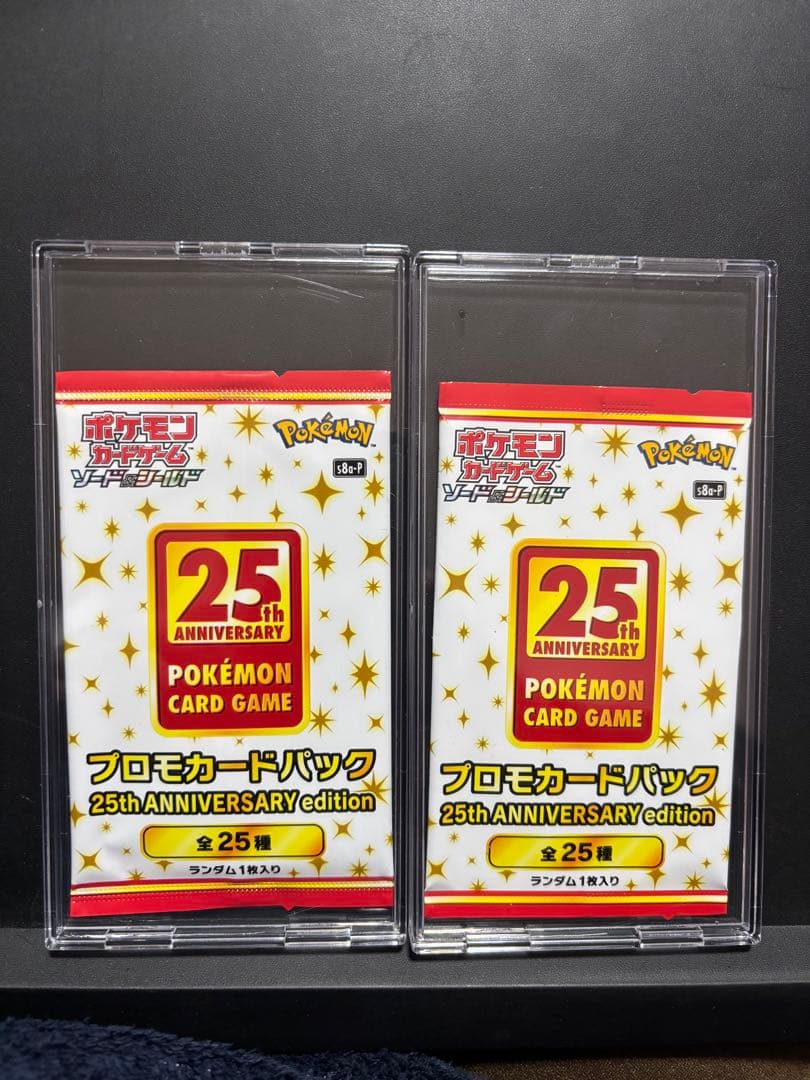 ポケモン
カードゲーム
ソード&シールド
POKÉMON
s8a-P
25th
ANNIVERSARY
POKÉMON
CARD GAME
プロモカードパック
25th ANNIVERSARY edition
全25種
ランダム1枚入り
ポケモン
カードゲーム
ソード&シールド
POKÉMON
s8a-P
25th
ANNIVERSARY
POKÉMON
CARD GAME
プロモカードパック
25th ANNIVERSARY edition
全25種
ランダム1枚入り